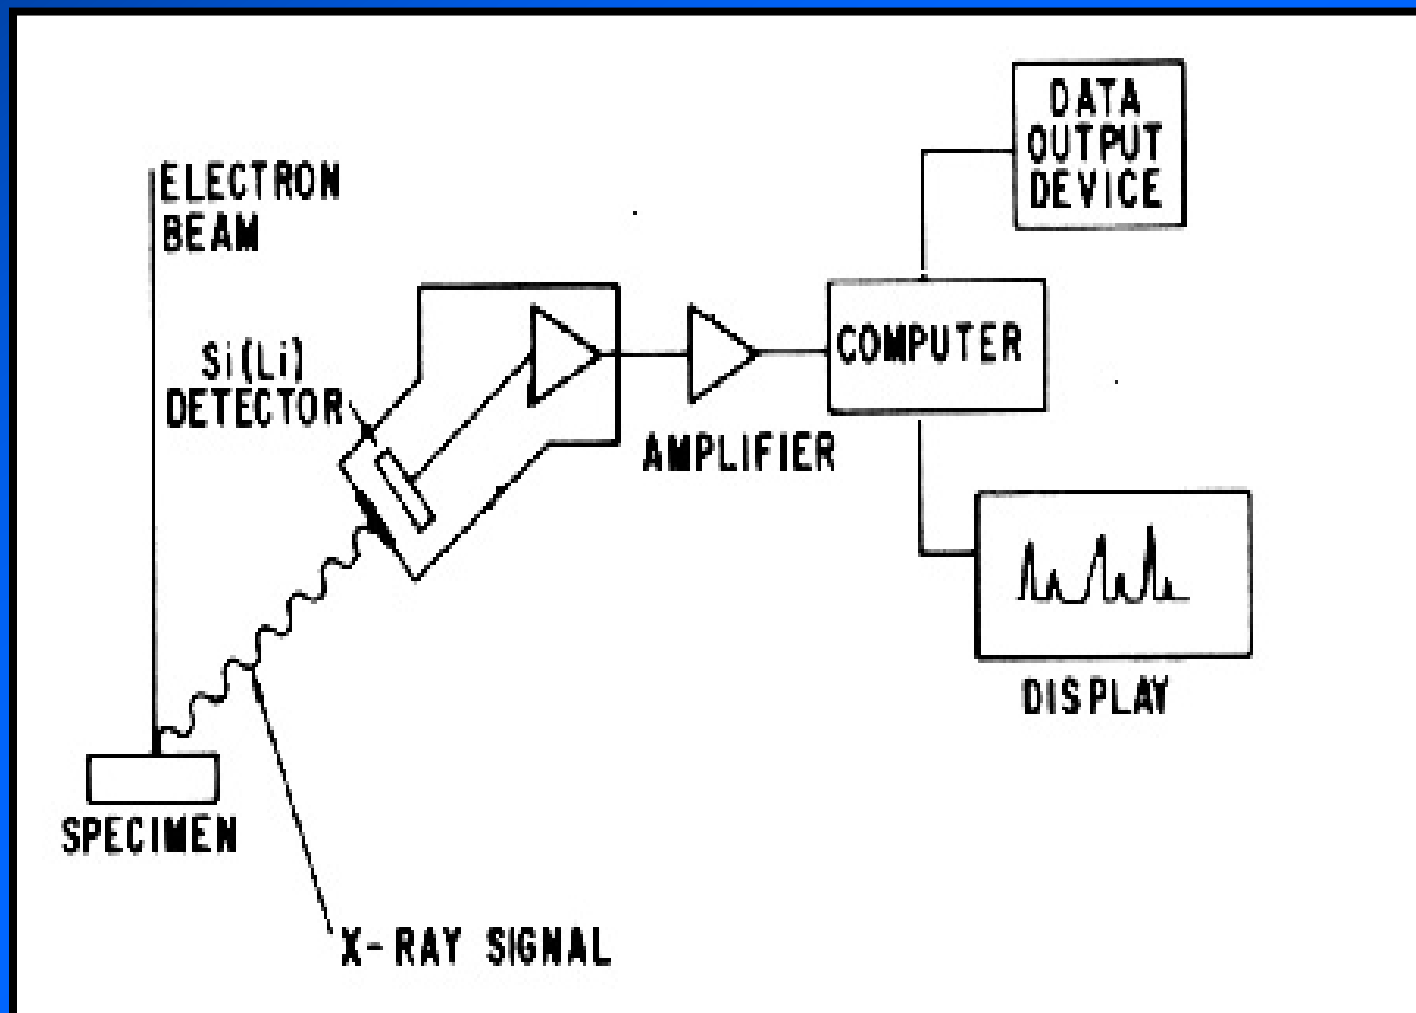 DATA
OUTPUT
DEVICE
ELECTRON
BEAM
Si(Li)
DETECTOR
COMPUTER
AMPLIFIER
DISPLAY
SPECIMEN
X-RAY SIGNAL